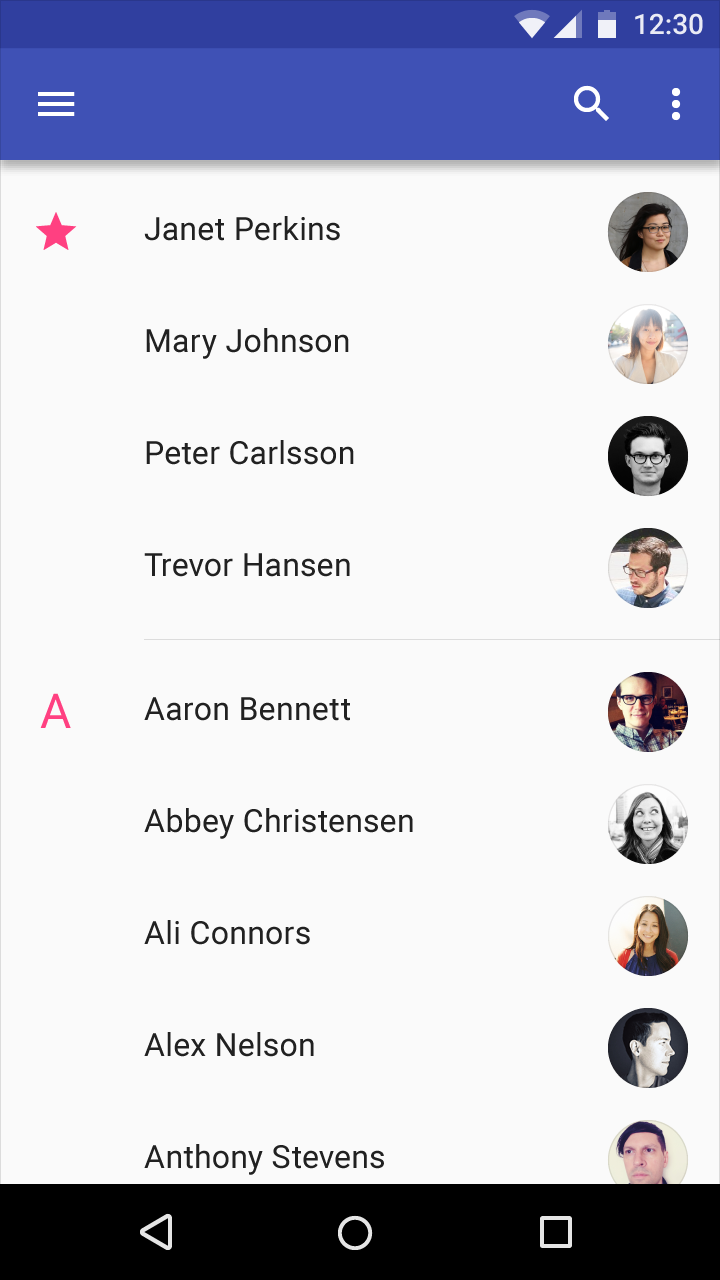 12:30
Janet Perkins
Mary Johnson
Peter Carlsson
Trevor Hansen
A Aaron Bennett
Abbey Christensen
Ali Connors
Alex Nelson
Anthony Stevens